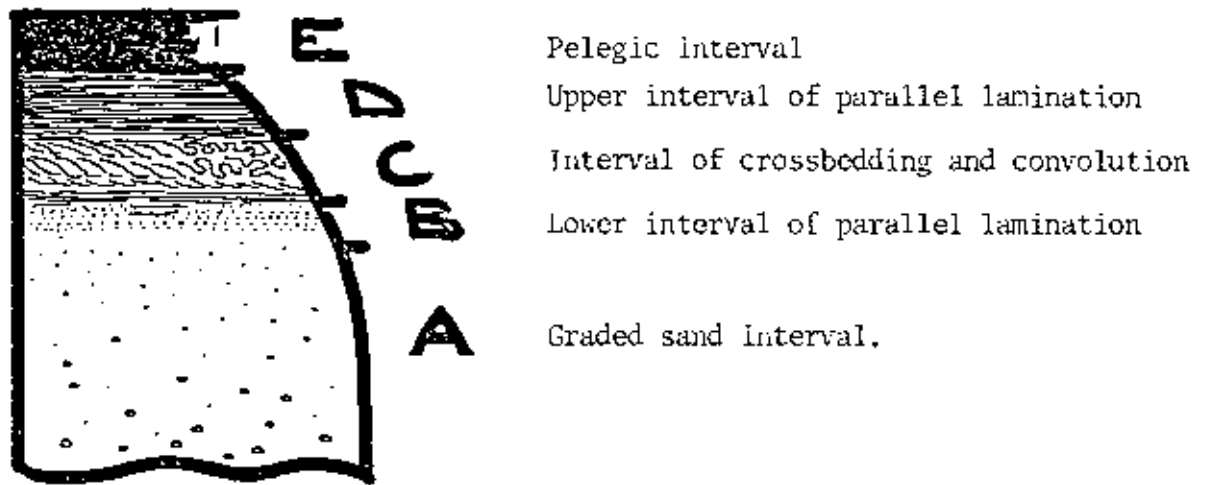 E Pelegic interval
D Upper interval of parallel lamination
C Interval of crossbedding and convolution
B Lower interval of parallel lamination
A Graded sand interval.